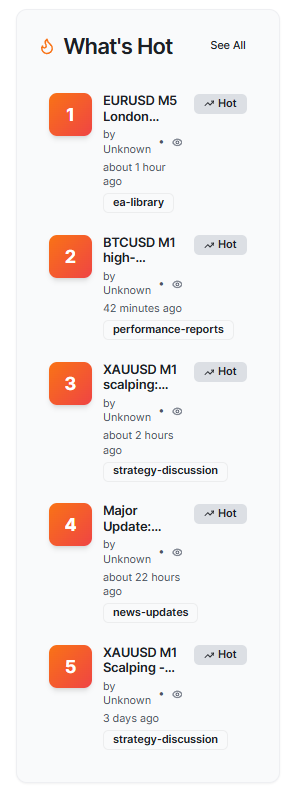 What's Hot See All
1 EURUSD M5 Hot
London...
by
Unknown •
about 1 hour
ago
ea-library
2 BTCUSD M1 Hot
high-...
by
Unknown •
42 minutes ago
performance-reports
3 XAUUSD M1 Hot
scalping:...
by
Unknown •
about 2 hours
ago
strategy-discussion
4 Major Hot
Update:...
by
Unknown •
about 22 hours
ago
news-updates
5 XAUUSD M1 Hot
Scalping -...
by
Unknown •
3 days ago
strategy-discussion